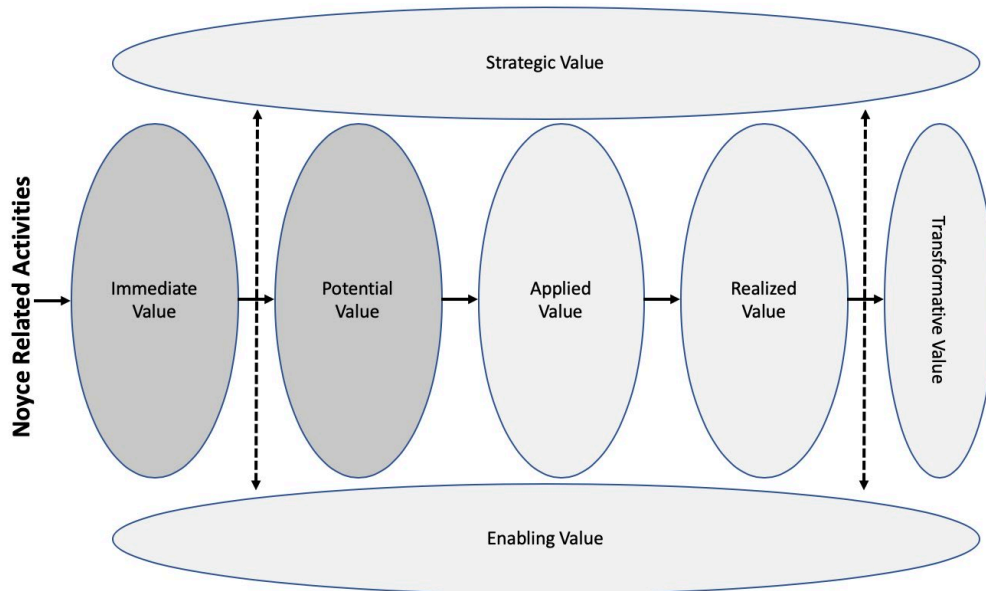 Strategic Value
Noyce Related Activities
Immediate
Value
Potential
Value
Applied
Value
Realized
Value
Transformative Value
Enabling Value